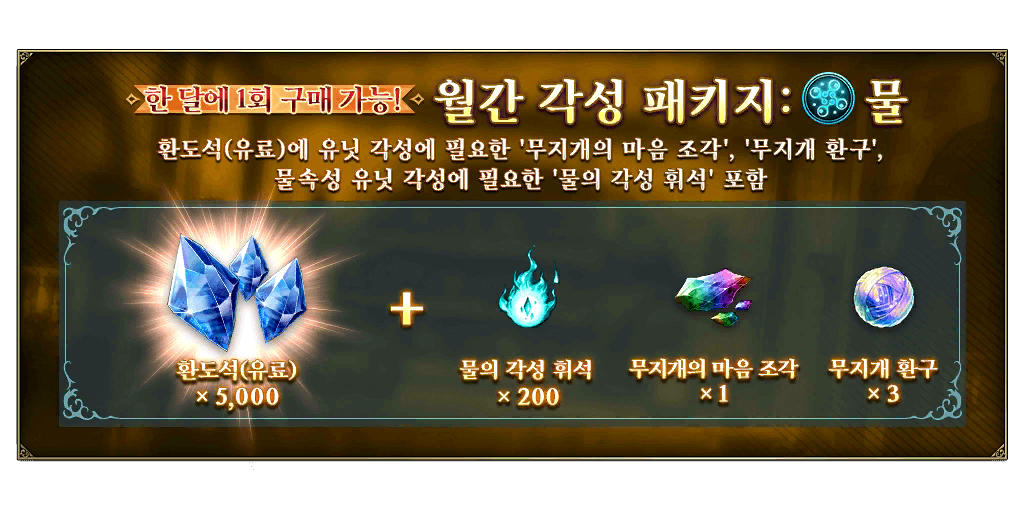 한 달에 1회 구매 가능! 월간 각성 패키지: 물
환도석(유료)에 유닛 각성에 필요한 '무지개의 마음 조각', '무지개 환구',
물속성 유닛 각성에 필요한 '물의 각성 휘석' 포함
+
환도석(유료) 물의 각성 휘석 무지개의 마음 조각 무지개 환구
× 5,000 × 200 × 1 × 3